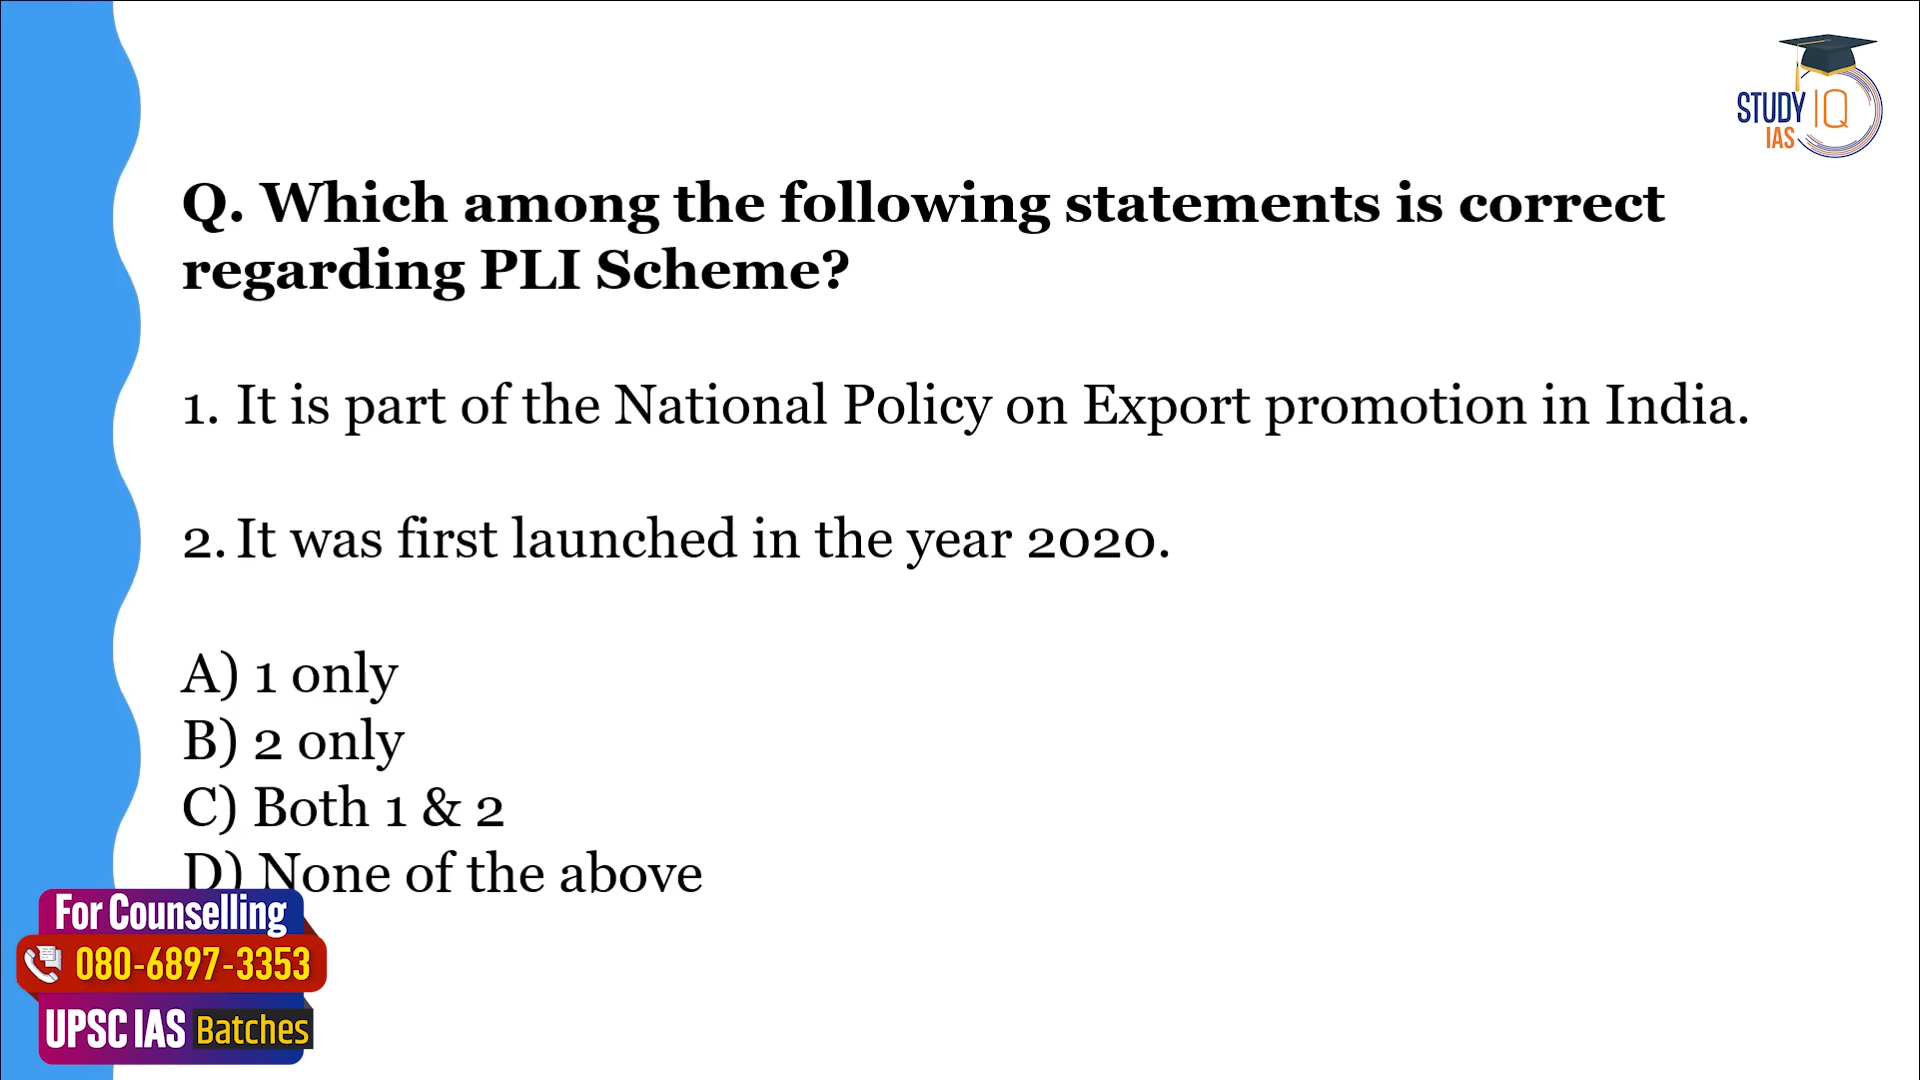 STUDY IQ
IAS
Q. Which among the following statements is correct
regarding PLI Scheme?
1. It is part of the National Policy on Export promotion in India.
2. It was first launched in the year 2020.
A) 1 only
B) 2 only
C) Both 1 & 2
D) None of the above
For Counselling
080-6897-3353
UPSC IAS Batches